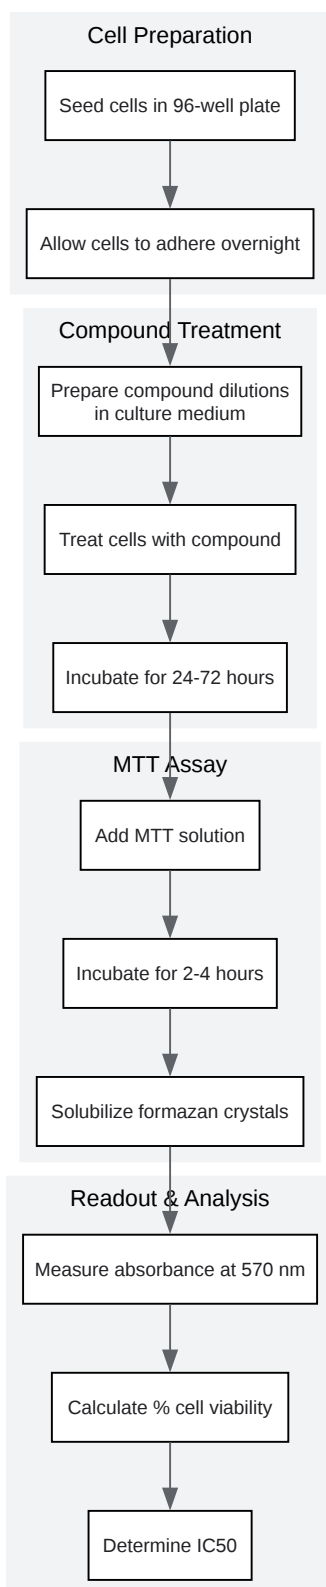 Cell Preparation
Seed cells in 96-well plate
Allow cells to adhere overnight
Compound Treatment
Prepare compound dilutions
in culture medium
Treat cells with compound
Incubate for 24-72 hours
MTT Assay
Add MTT solution
Incubate for 2-4 hours
Solubilize formazan crystals
Readout & Analysis
Measure absorbance at 570 nm
Calculate % cell viability
Determine IC50